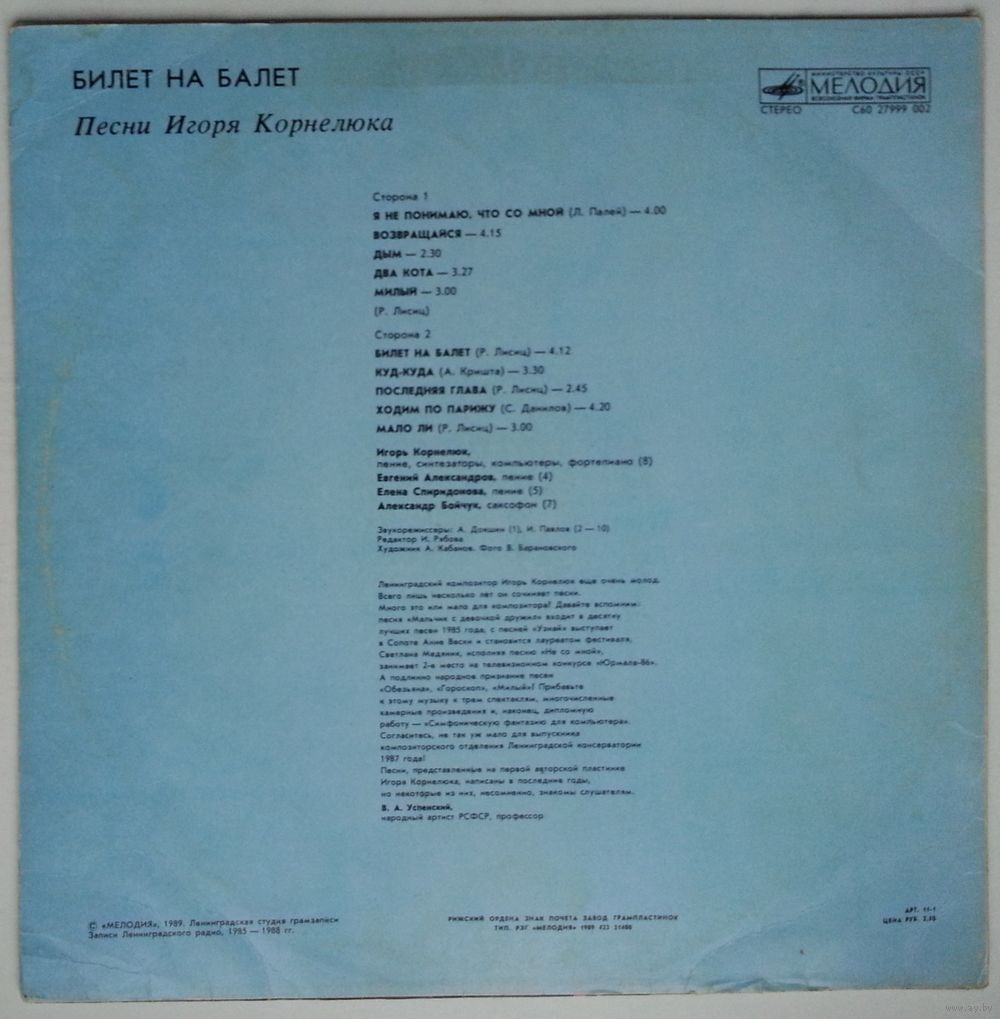 БИЛЕТ НА БАЛЕТ
Песни Игоря Корнелюка
МИНИСТЕРСТВО КУЛЬТУРЫ СССР
МЕЛОДИЯ
ВСЕСОЮЗНАЯ ФИРМА ГРАМПЛАСТИНОК
СТЕРЕО С60 27999 002
Сторона 1
Я НЕ ПОНИМАЮ, ЧТО СО МНОЙ (Л. Палей) — 4.00
ВОЗВРАЩАЙСЯ — 4.15
ДЫМ — 2.30
ДВА КОТА — 3.27
МИЛЫЙ — 3.00
(Р. Лисиц)
Сторона 2
БИЛЕТ НА БАЛЕТ (Р. Лисиц) — 4.12
КУД-КУДА (А. Кришта) — 3.30
ПОСЛЕДНЯЯ ГЛАВА (Р. Лисиц) — 2.45
ХОДИМ ПО ПАРИЖУ (С. Данилов) — 4.20
МАЛО ЛИ (Р. Лисиц) — 3.00
Игорь Корнелюк,
пение, синтезаторы, компьютеры, фортепиано (8)
Евгений Александров, пение (4)
Елена Спиридонова, пение (5)
Александр Бойчук, саксофон (7)
Звукорежиссеры: А. Докшин (1), И. Павлов (2 — 10)
Редактор И. Рябова
Художник А. Кабанов. Фото В. Барановского
Ленинградский композитор Игорь Корнелюк еще очень молод.
Всего лишь несколько лет он сочиняет песни.
Много это или мало для композитора? Давайте вспомним:
песня «Мальчик с девочкой дружил» входит в десятку
лучших песен 1985 года, с песней «Узнай» выступает
в Сопоте Анне Вески и становится лауреатом фестиваля,
Светлана Медяник, исполняя песню «Не со мной»,
занимает 2-е место на телевизионном конкурсе «Юрмала-86».
А подлинно народное признание песен
«Обезьяна», «Гороскоп», «Милый»! Прибавьте
к этому музыку к трем спектаклям, многочисленные
камерные произведения и, наконец, дипломную
работу — «Симфоническую фантазию для компьютера».
Согласитесь, не так уж мало для выпускника
композиторского отделения Ленинградской консерватории
1987 года!
Песни, представленные на первой авторской пластинке
Игоря Корнелюка, написаны в последние годы,
но некоторые из них, несомненно, знакомы слушателям.
В. А. Успенский,
народный артист РСФСР, профессор
© «МЕЛОДИЯ», 1989. Ленинградская студия грамзаписи
Записи Ленинградского радио, 1985 — 1988 гг.
РИЖСКИЙ ОРДЕНА ЗНАК ПОЧЕТА ЗАВОД ГРАМПЛАСТИНОК
ТИП. РЗГ «МЕЛОДИЯ» 1989
АРТ. 11-1
ЦЕНА РУБ.
www.ay.by